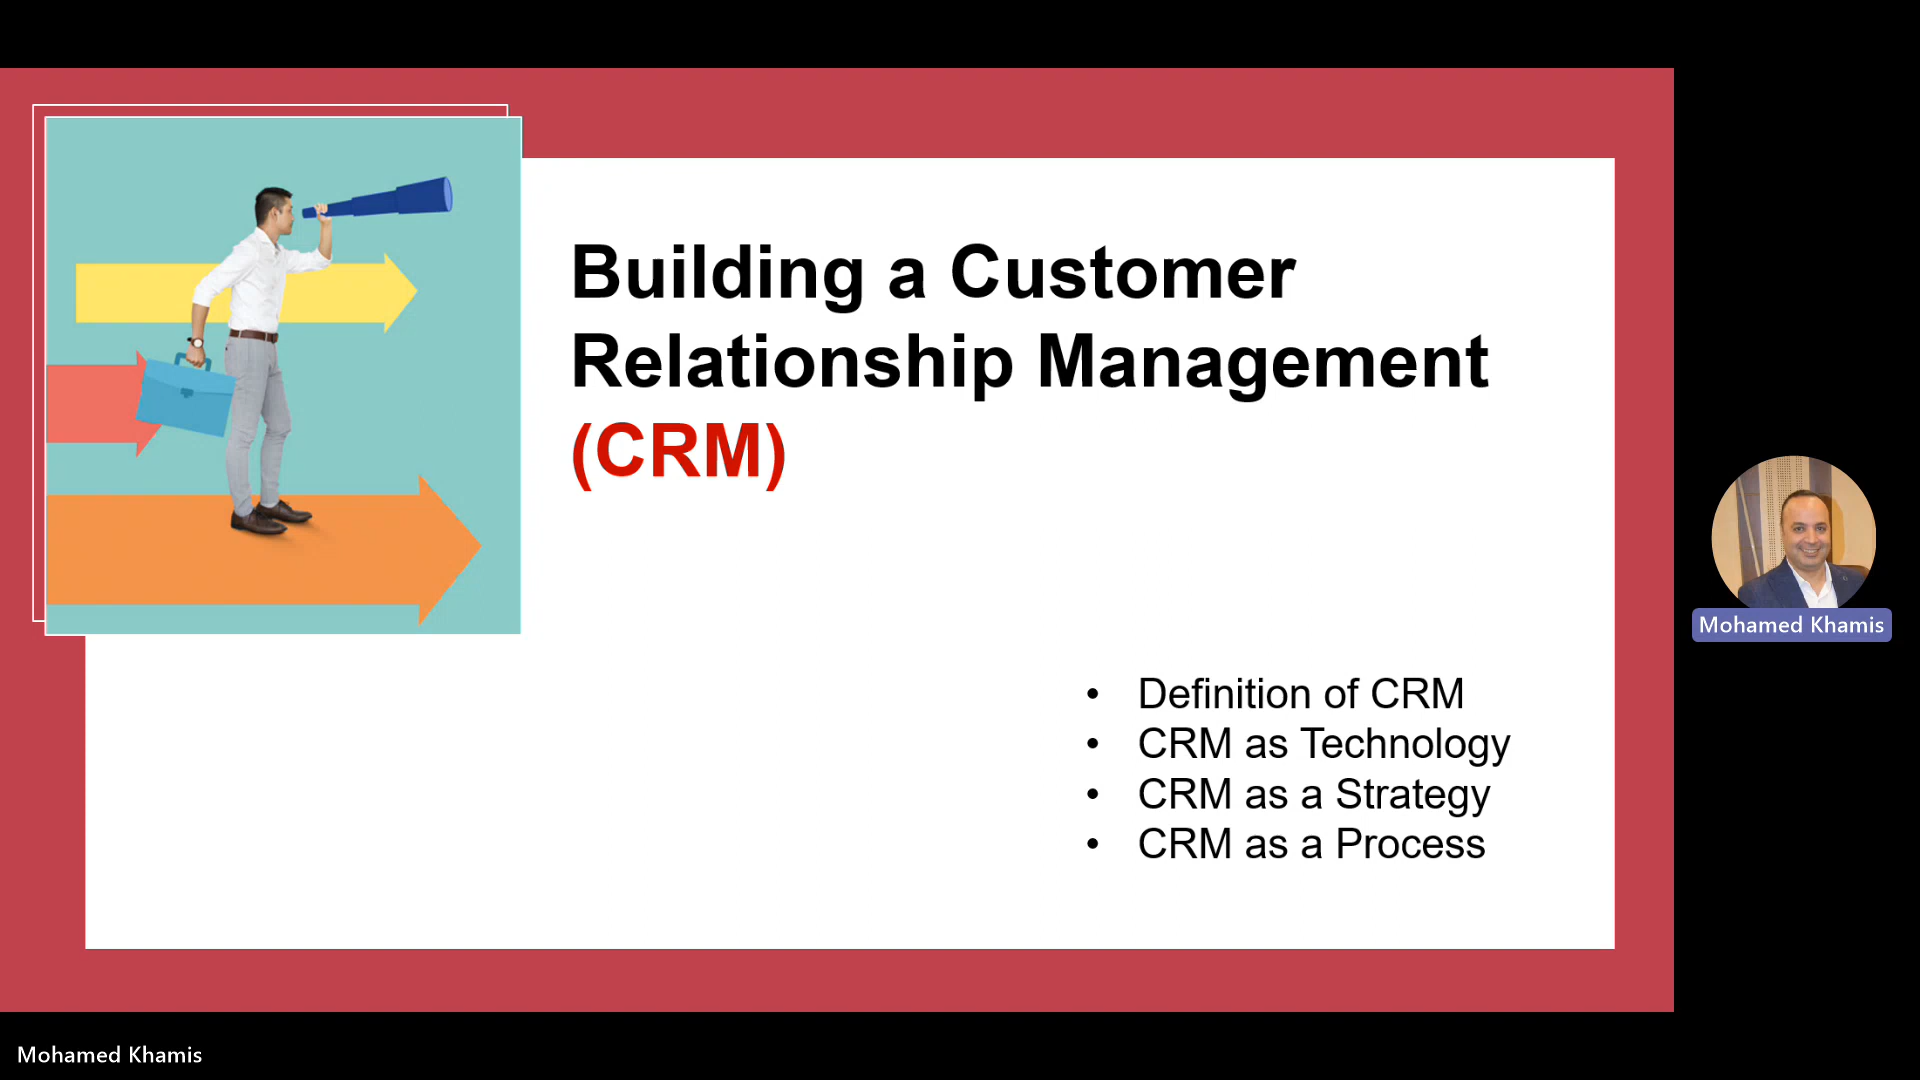 Building a Customer
Relationship Management
(CRM)
• Definition of CRM
• CRM as Technology
• CRM as a Strategy
• CRM as a Process
Mohamed Khamis
Mohamed Khamis